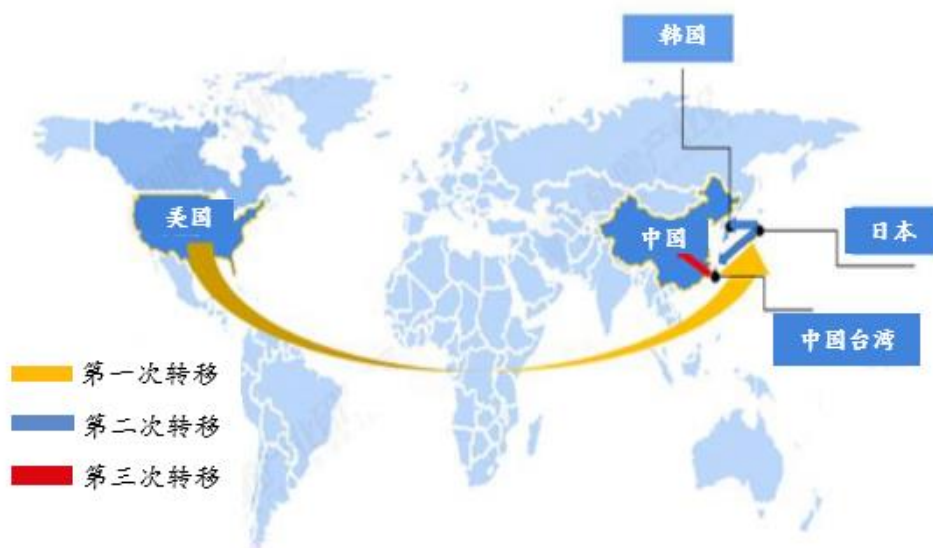 韩国
美国
中国
日本
中国台湾
第一次转移
第二次转移
第三次转移